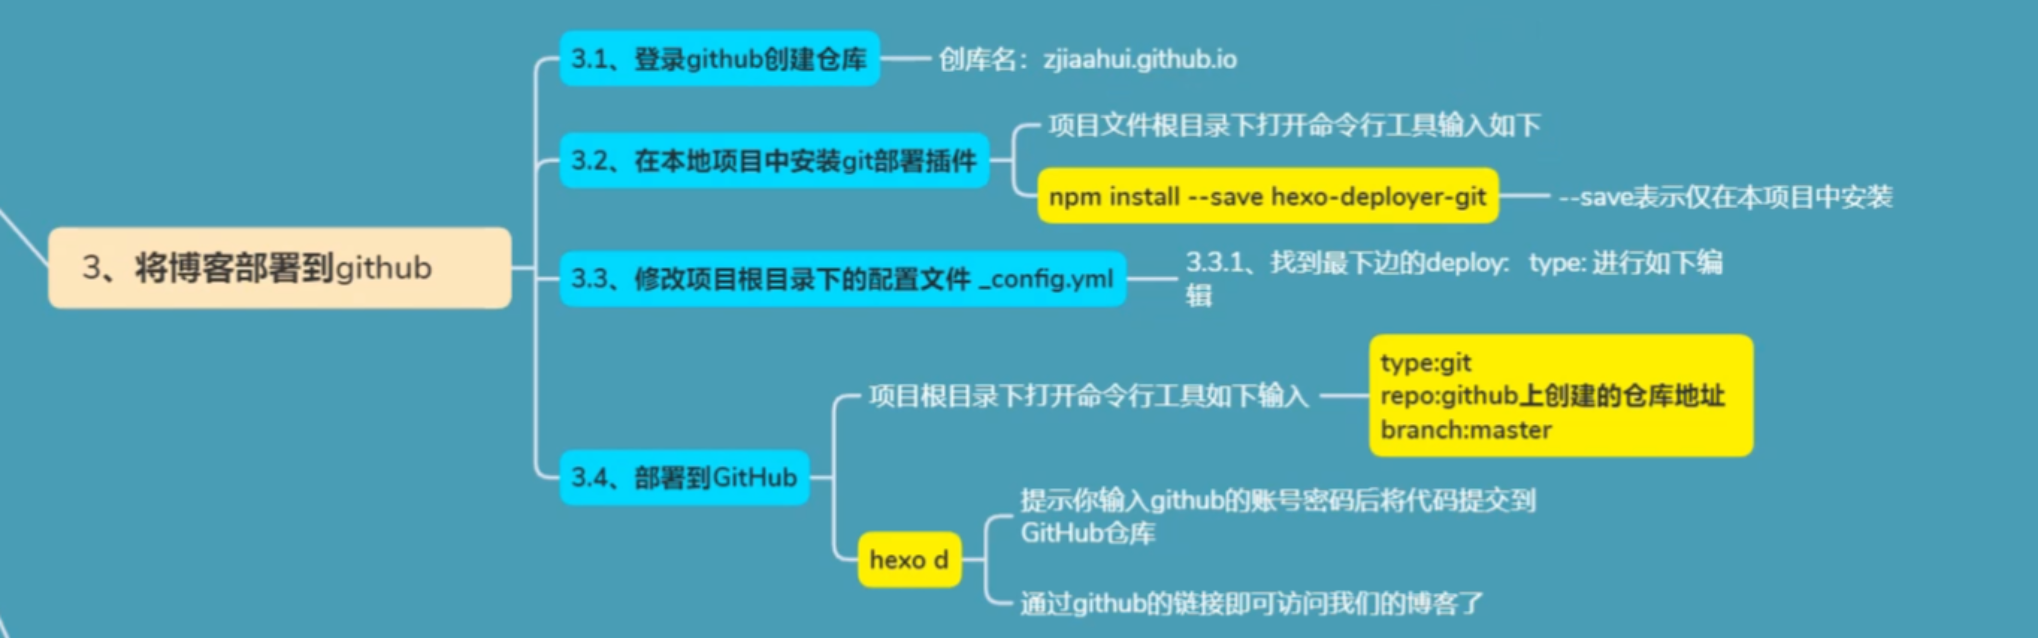 3、将博客部署到github
3.1、登录github创建仓库
创库名：zjiaahui.github.io
3.2、在本地项目中安装git部署插件
项目文件根目录下打开命令行工具输入如下
npm install --save hexo-deployer-git
--save表示仅在本项目中安装
3.3、修改项目根目录下的配置文件 _config.yml
3.3.1、找到最下边的deploy:   type: 进行如下编
辑
3.4、部署到GitHub
项目根目录下打开命令行工具如下输入
type:git
repo:github上创建的仓库地址
branch:master
hexo d
提示你输入github的账号密码后将代码提交到
GitHub仓库
通过github的链接即可访问我们的博客了